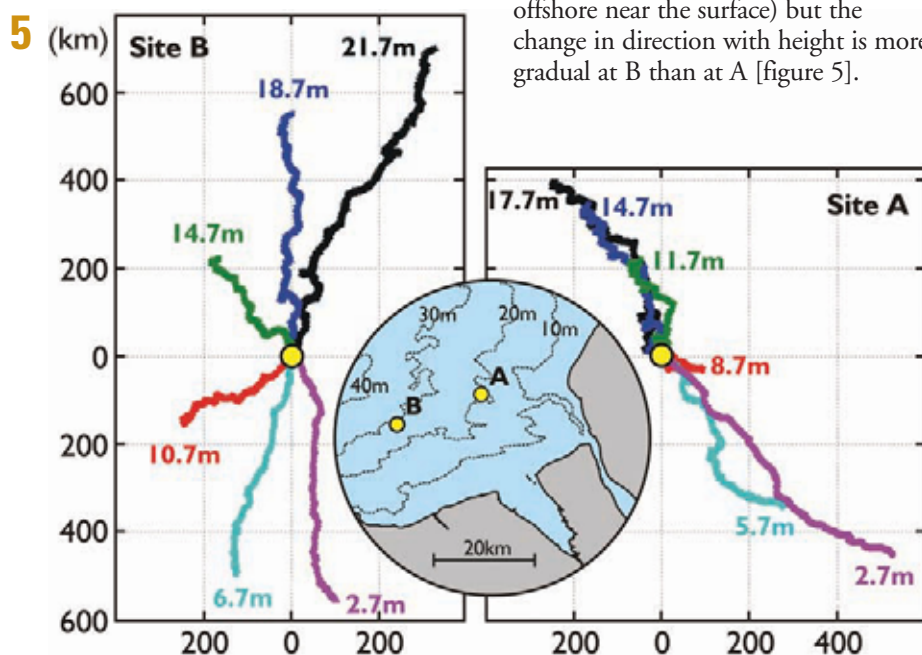 offshore near the surface) but the
change in direction with height is more
gradual at B than at A [figure 5].
5
(km)
Site B
21.7m
18.7m
14.7m
10.7m
6.7m
2.7m
600
400
200
0
200
400
600
200 0 200
Site A
17.7m
14.7m
11.7m
8.7m
5.7m
2.7m
200 0 200 400
30m
20m
10m
40m
A
B
20km